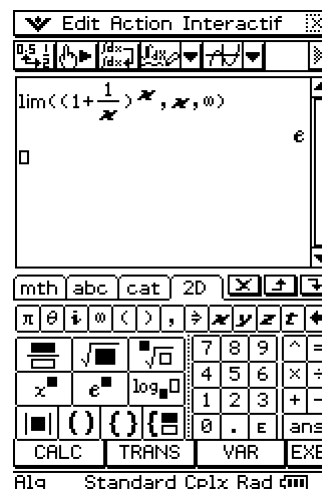 Edit Action Interactif
lim((1+1/x)^x,x,∞)
e
mth abc cat 2D
π θ i ∞ ( ) , ⇒ x y z t
7 8 9 ^ =
x e log 4 5 6 × ÷
1 2 3 + −
|■| () {} { 0 . E ans
CALC TRANS VAR EXE
Alg Standard Cplx Rad